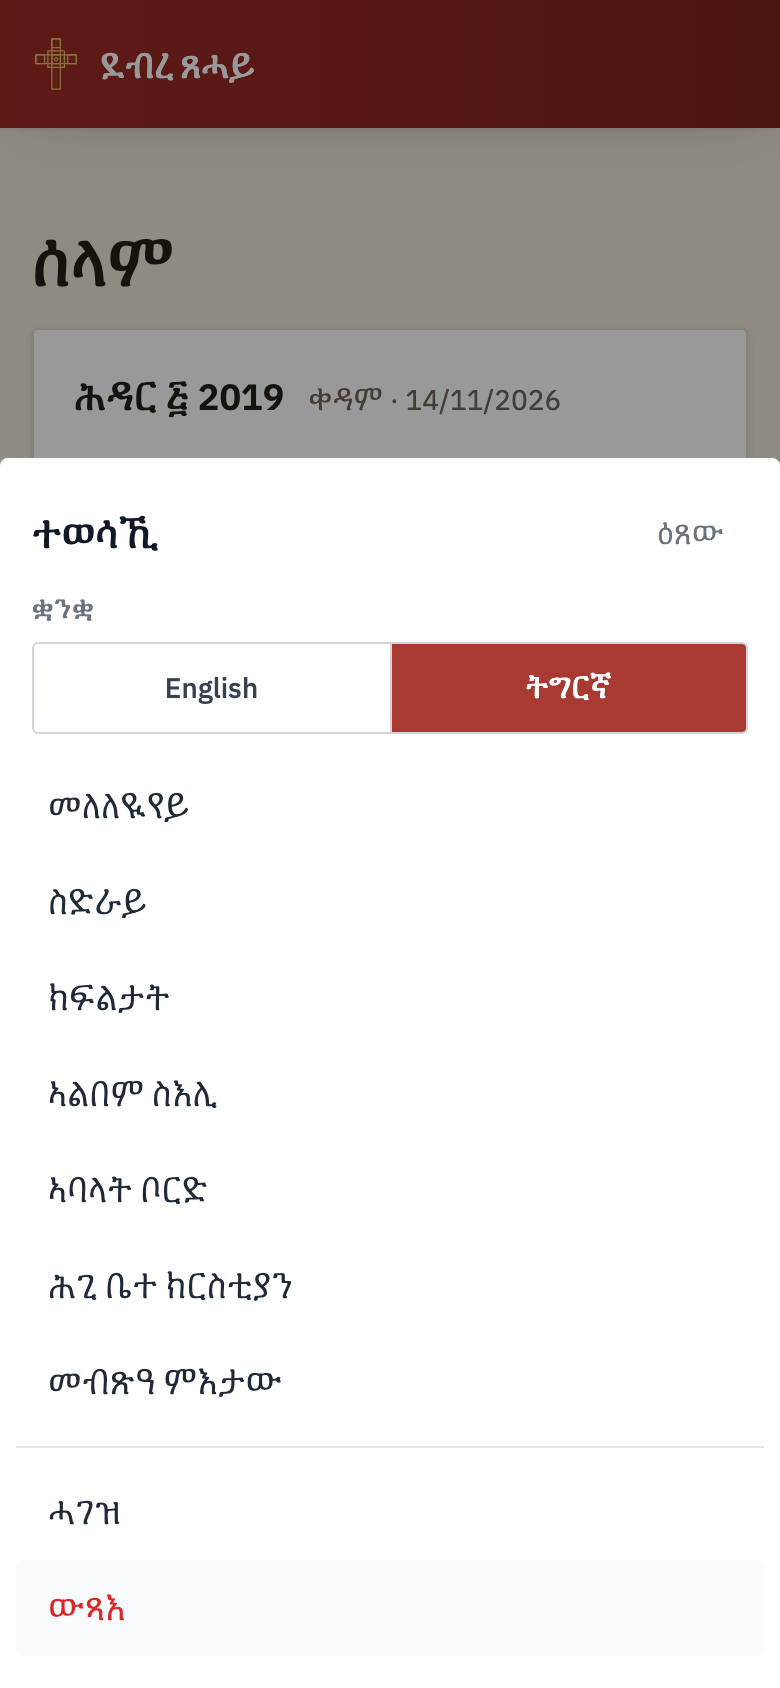 ደብረ ጸሓይ
ሰላም
ሕዳር ፭ 2019 ቀዳም · 14/11/2026
ተወሳኺ
ዕጸው
ቋንቋ
English
ትግርኛ
መለለዪየይ
ስድራይ
ክፍልታት
ኣልበም ስእሊ
ኣባላት ቦርድ
ሕጊ ቤተ ክርስቲያን
መብጽዓ ምእታው
ሓገዝ
ውጻእ